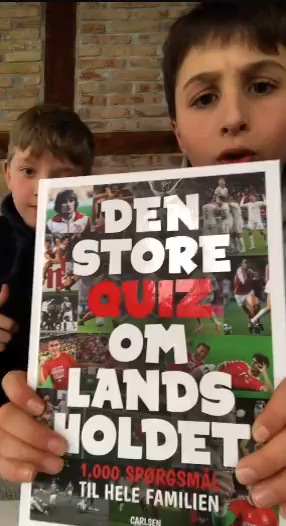 DEN
STORE
QUIZ
OM
LANDS
HOLDET
1.000 SPØRGSMÅL
TIL HELE FAMILIEN
CARLSEN